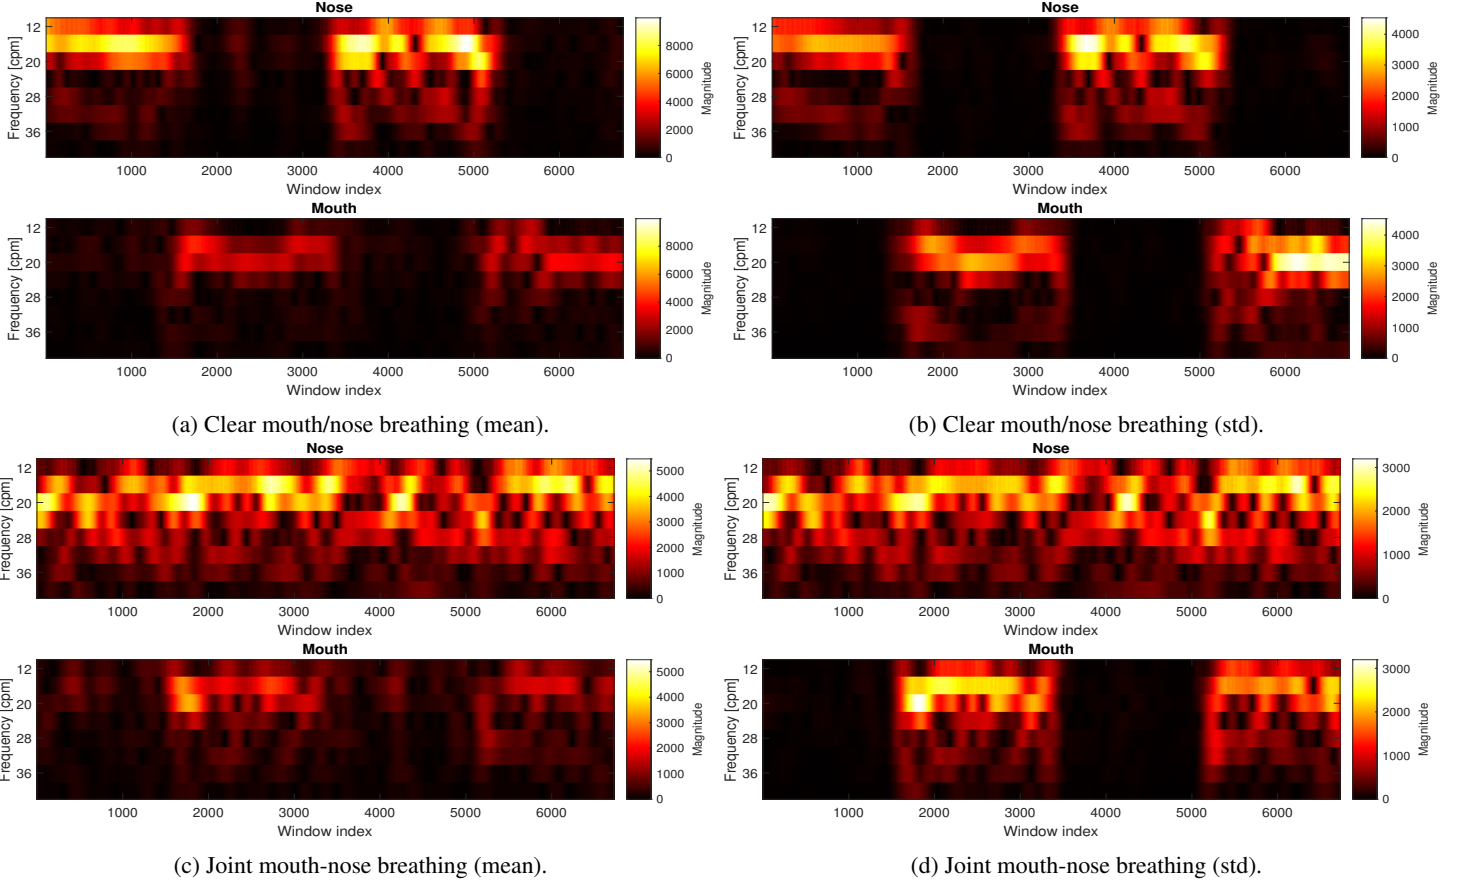 Nose
Frequency [cpm]
12
20
28
36
1000 2000 3000 4000 5000 6000
Window index
8000
6000
4000
2000
0
Magnitude
Nose
Frequency [cpm]
12
20
28
36
1000 2000 3000 4000 5000 6000
Window index
4000
3000
2000
1000
0
Magnitude
Mouth
Frequency [cpm]
12
20
28
36
1000 2000 3000 4000 5000 6000
Window index
8000
6000
4000
2000
0
Magnitude
Mouth
Frequency [cpm]
12
20
28
36
1000 2000 3000 4000 5000 6000
Window index
4000
3000
2000
1000
0
Magnitude
(a) Clear mouth/nose breathing (mean).
(b) Clear mouth/nose breathing (std).
Nose
Frequency [cpm]
12
20
28
36
1000 2000 3000 4000 5000 6000
Window index
5000
4000
3000
2000
1000
0
Magnitude
Nose
Frequency [cpm]
12
20
28
36
1000 2000 3000 4000 5000 6000
Window index
3000
2000
1000
0
Magnitude
Mouth
Frequency [cpm]
12
20
28
36
1000 2000 3000 4000 5000 6000
Window index
5000
4000
3000
2000
1000
0
Magnitude
Mouth
Frequency [cpm]
12
20
28
36
1000 2000 3000 4000 5000 6000
Window index
3000
2000
1000
0
Magnitude
(c) Joint mouth-nose breathing (mean).
(d) Joint mouth-nose breathing (std).